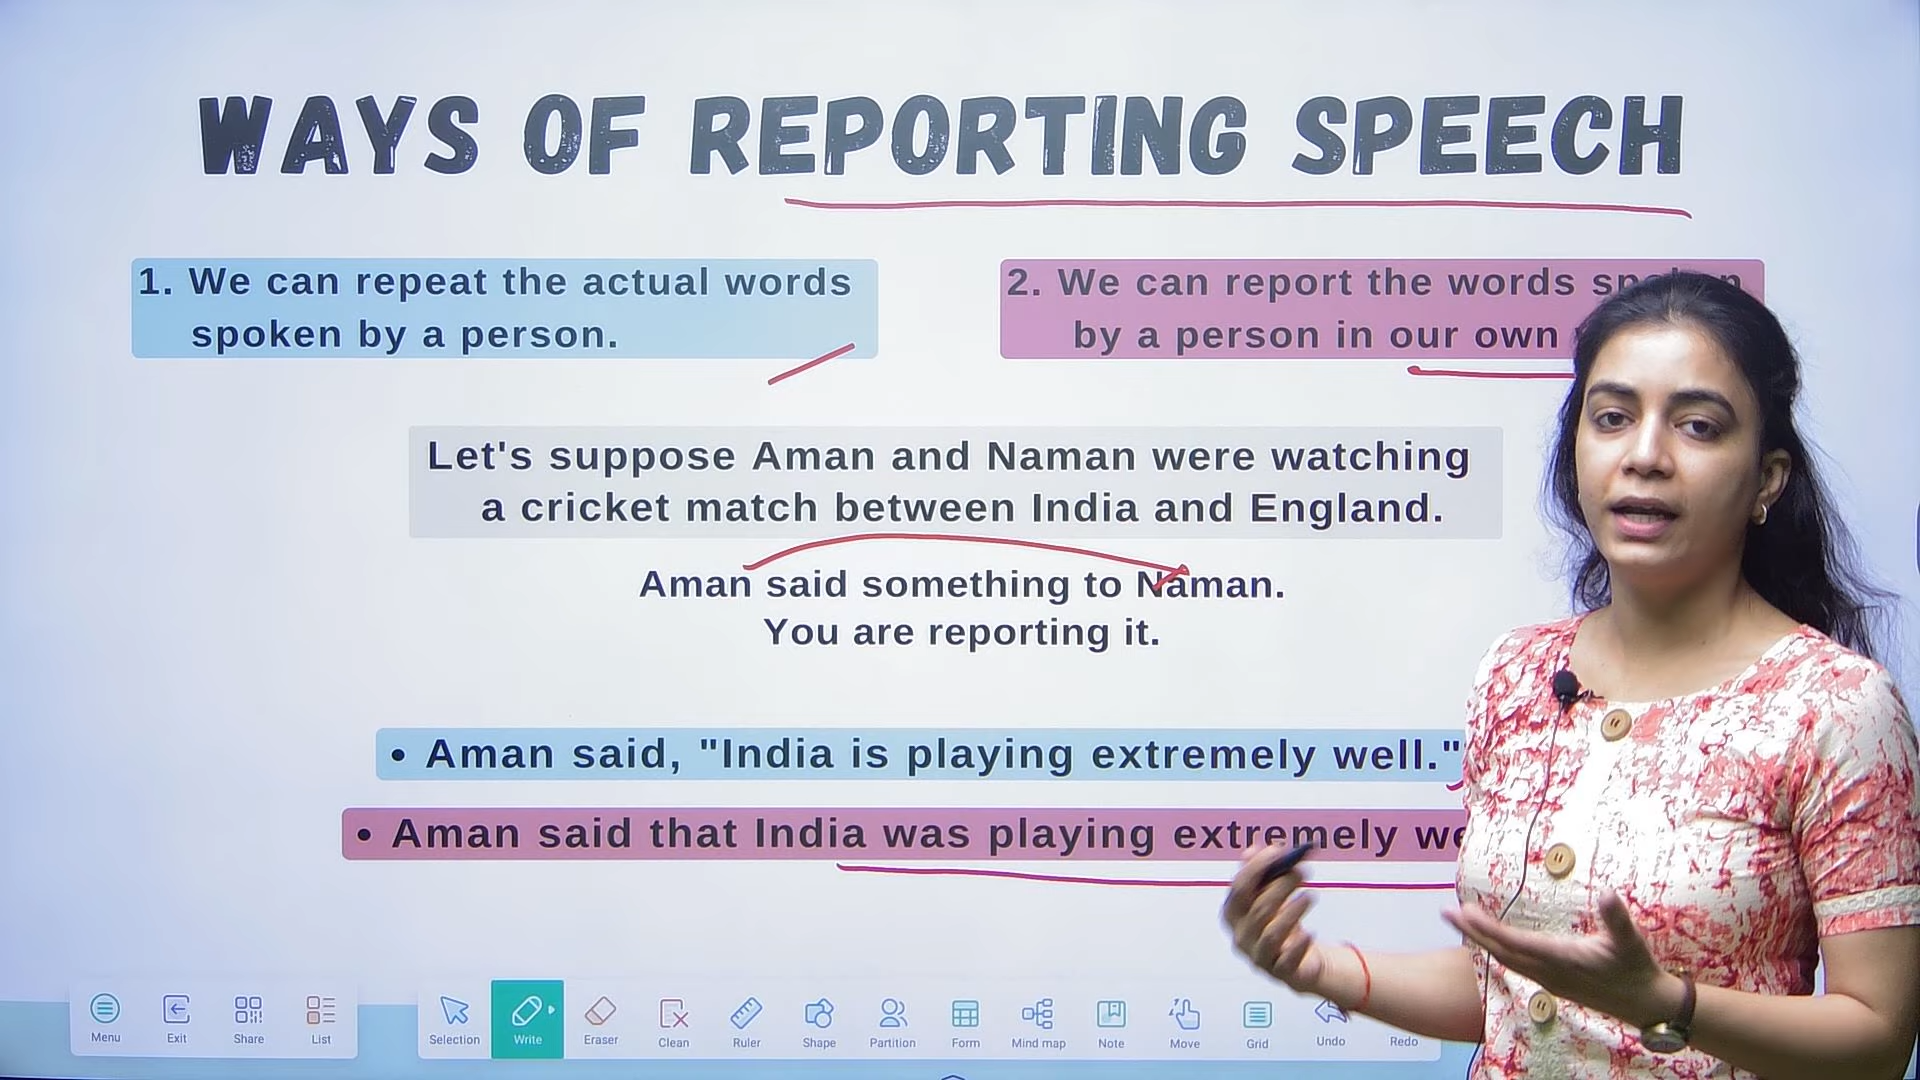 WAYS OF REPORTING SPEECH
1. We can repeat the actual words
spoken by a person.
2. We can report the words spoken
by a person in our own
Let's suppose Aman and Naman were watching
a cricket match between India and England.
Aman said something to Naman.
You are reporting it.
• Aman said, "India is playing extremely well."
• Aman said that India was playing extremely
Menu
Exit
Share
List
Selection
Write
Eraser
Clean
Ruler
Shape
Partition
Form
Mind map
Note
Move
Grid
Undo
Redo